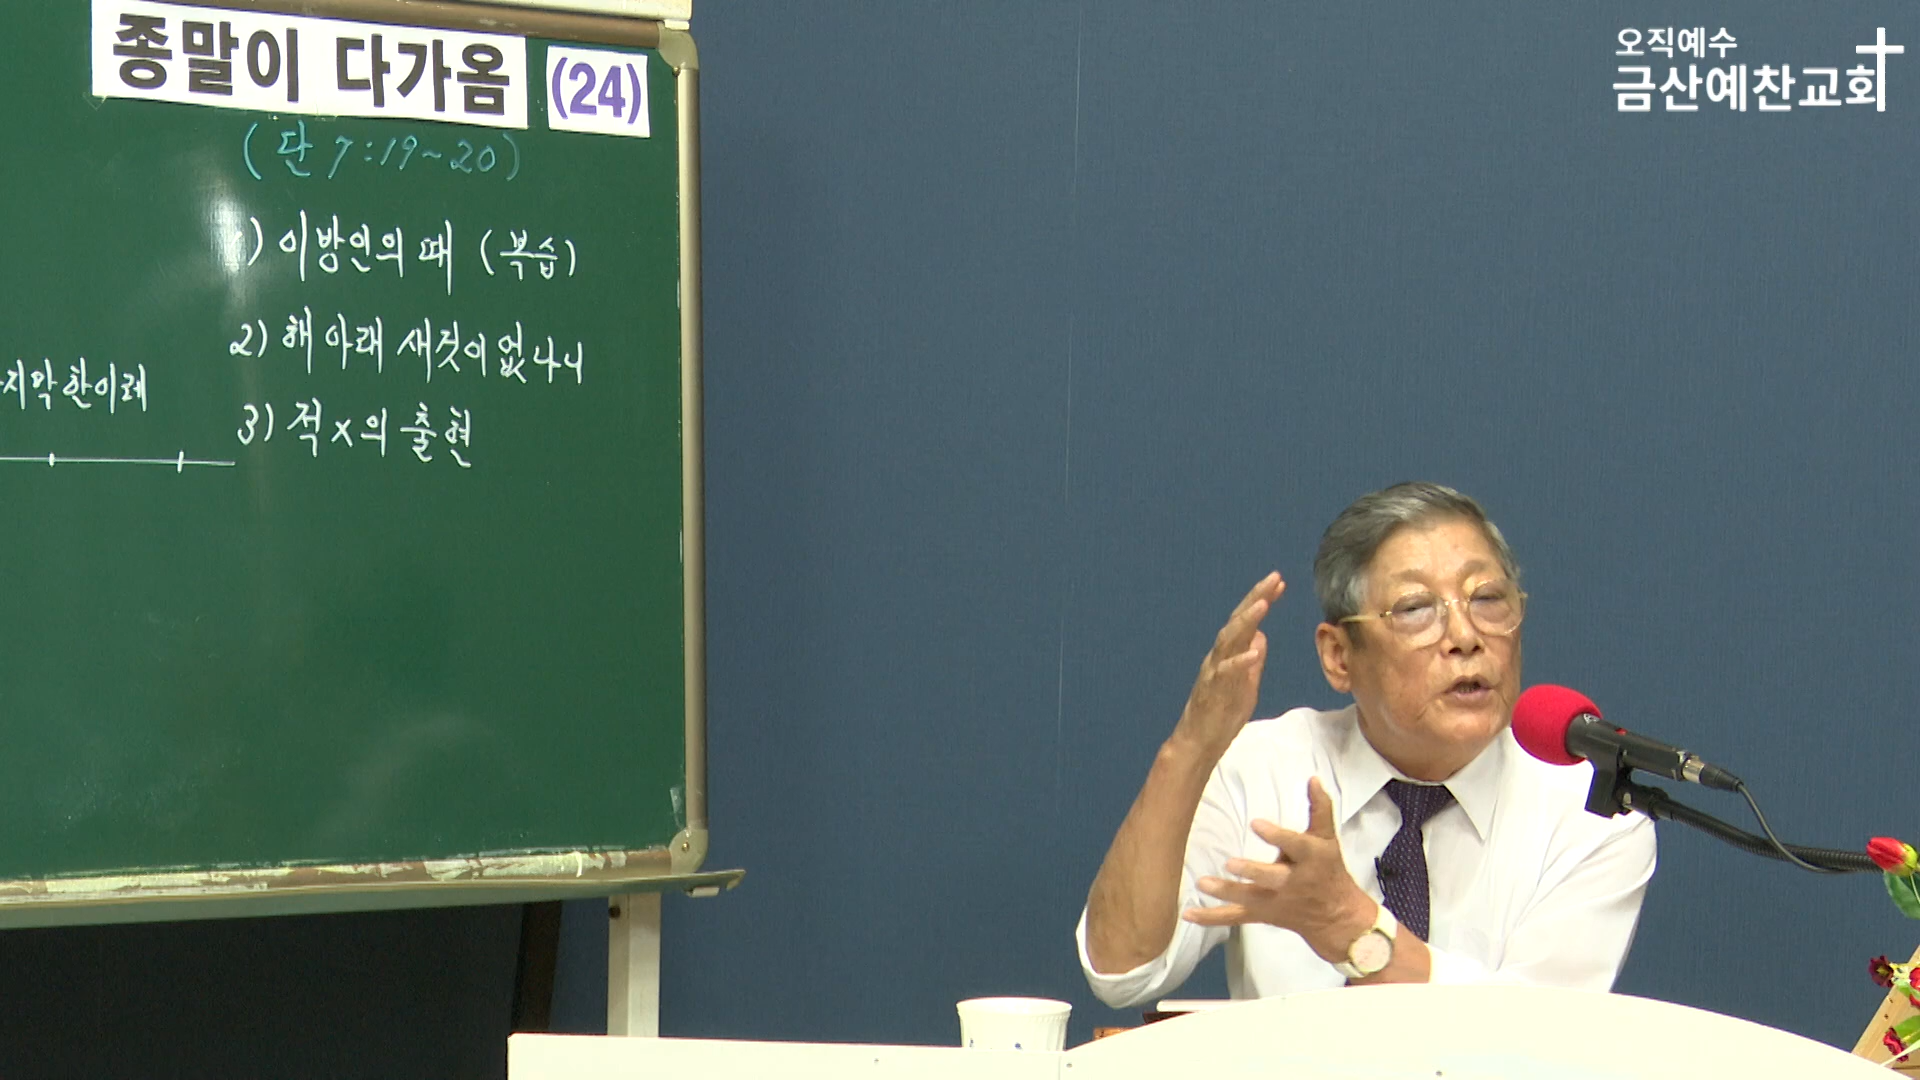 종말이 다가옴 (24)
(단 7:19~20)
1) 이방인의 때 (복습)
2) 해 아래 새것이 없나니
3) 적X의 출현
지막 한이레
오직예수
금산예찬교회